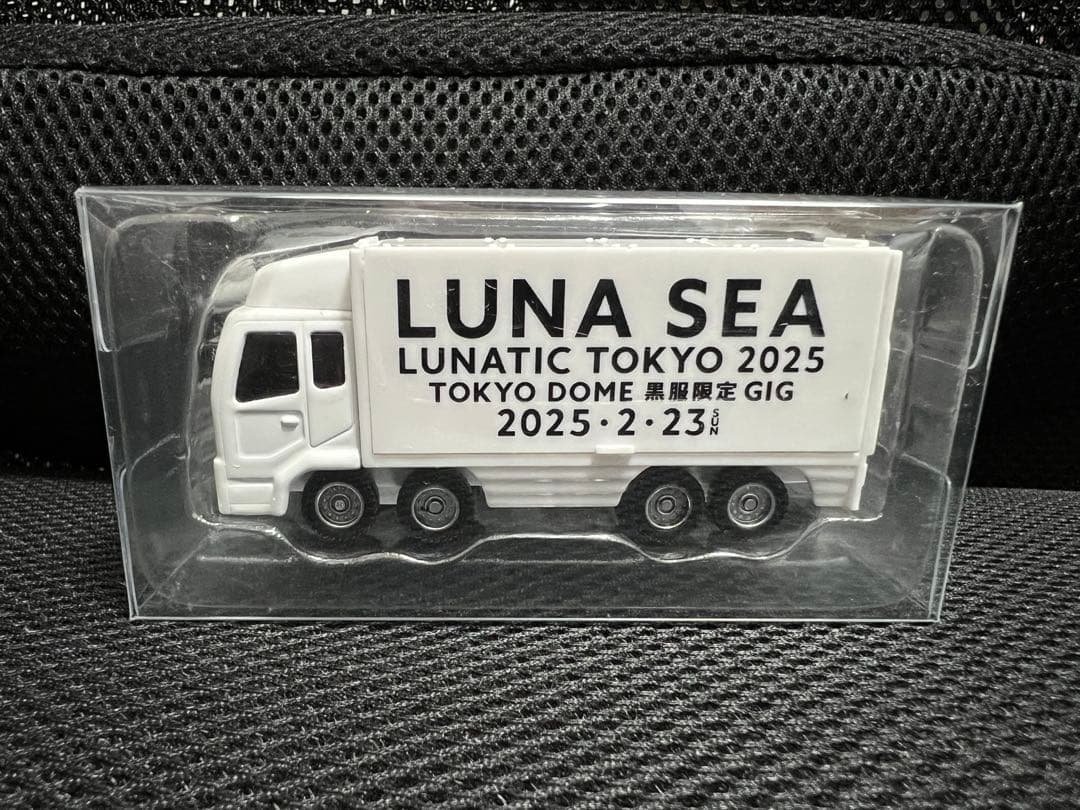 LUNA SEA
LUNATIC TOKYO 2025
TOKYO DOME 黒服限定 GIG
2025・2・23 SUN